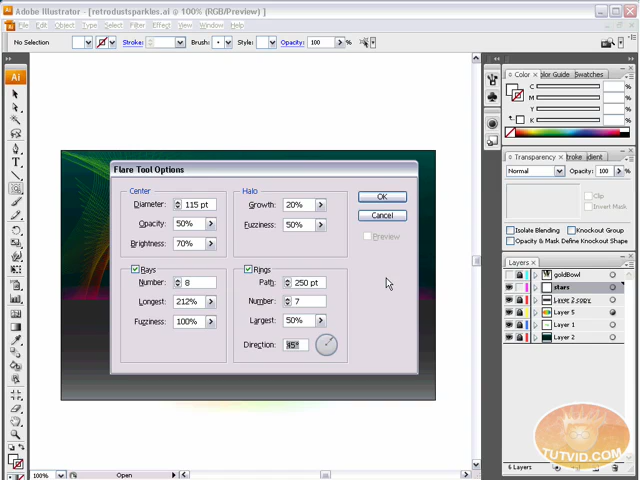 Adobe Illustrator - [retrodustsparkles.ai @ 100% (RGB/Preview) ]
File Edit Object Type Select Filter Effect View Window Help
No Selection Stroke: Brush: Style: Opacity: 100 %
Ai
Color Color Guide Swatches
C
M
Y
K
Transparency troke dient
Normal Opacity: 100
Clip
Invert Mask
Isolate Blending Knockout Group
Opacity & Mask Define Knockout Shape
Layers
goldBowl
stars
Layer 2 copy
Layer 5
Layer 1
Layer 2
6 Layers
Flare Tool Options
Center
Diameter: 115 pt
Opacity: 50%
Brightness: 70%
Halo
Growth: 20%
Fuzziness: 50%
OK
Cancel
Preview
Rays
Number: 8
Longest: 212%
Fuzziness: 100%
Rings
Path: 250 pt
Number: 7
Largest: 50%
Direction: 45°
100% Open
TUTVID.COM